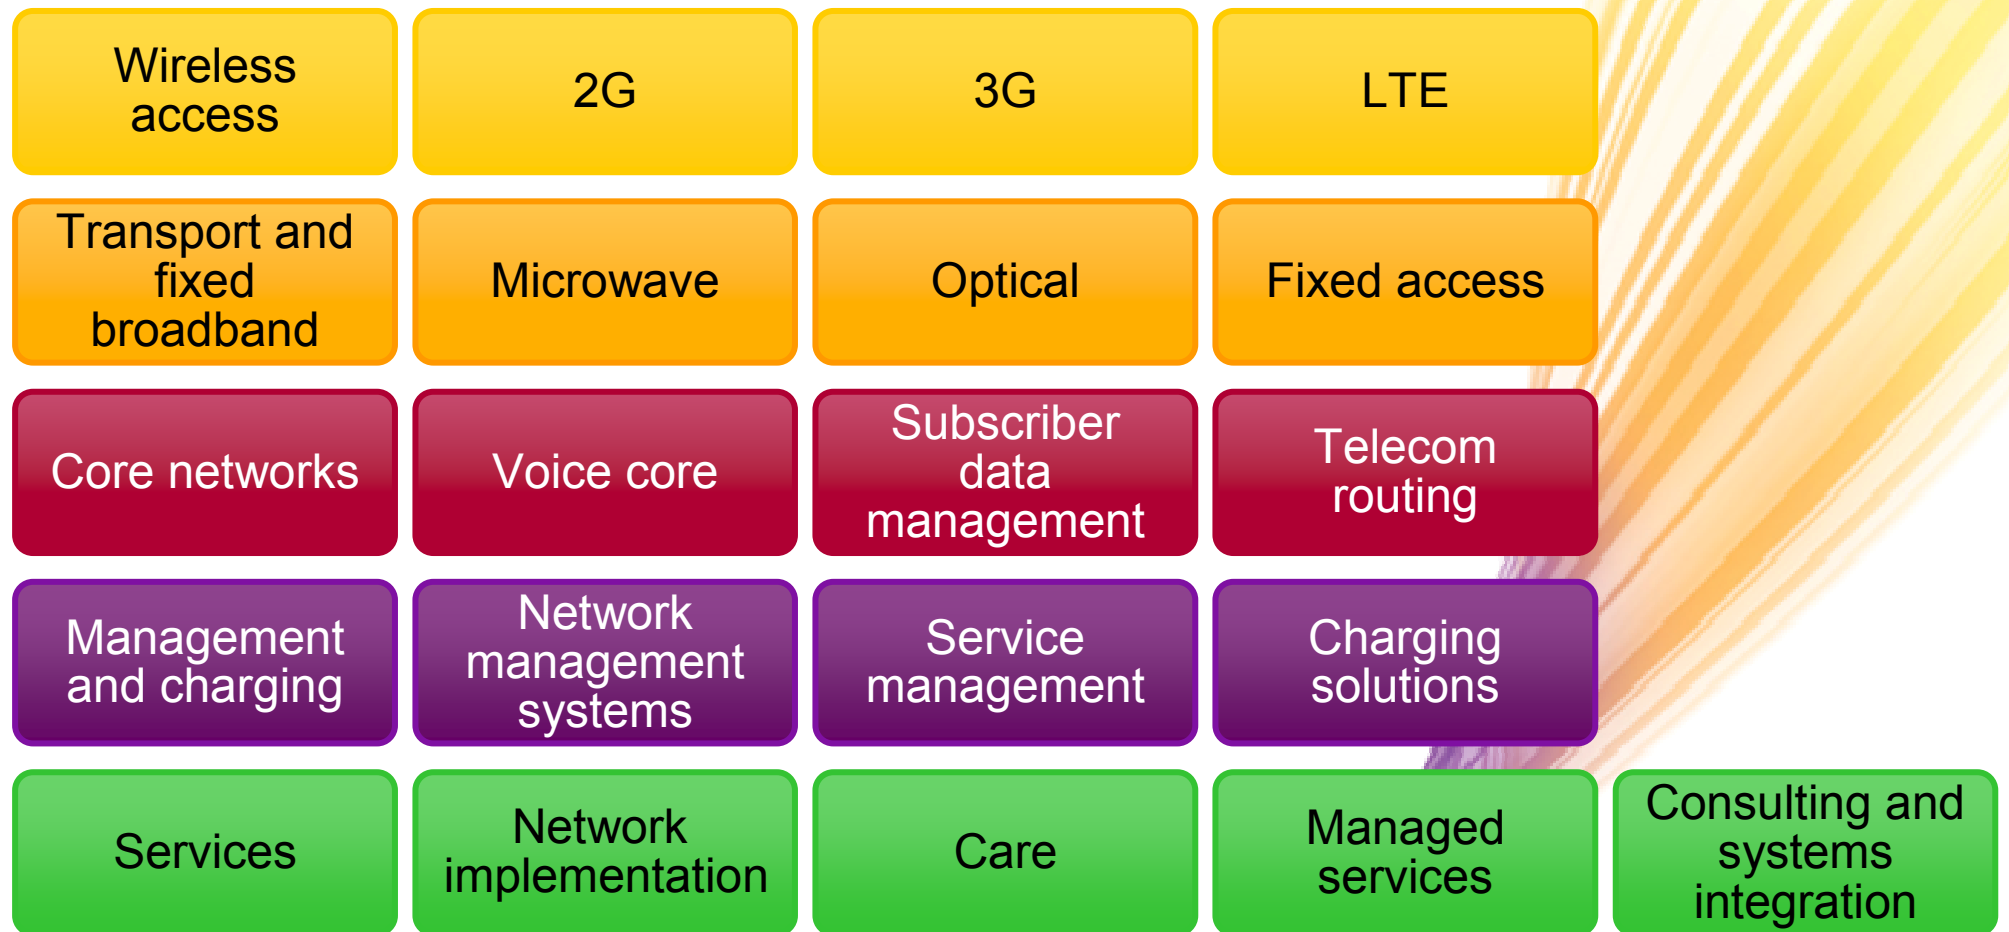 Wireless
access
2G
3G
LTE
Transport and
fixed
broadband
Microwave
Optical
Fixed access
Core networks
Voice core
Subscriber
data
management
Telecom
routing
Management
and charging
Network
management
systems
Service
management
Charging
solutions
Services
Network
implementation
Care
Managed
services
Consulting and
systems
integration